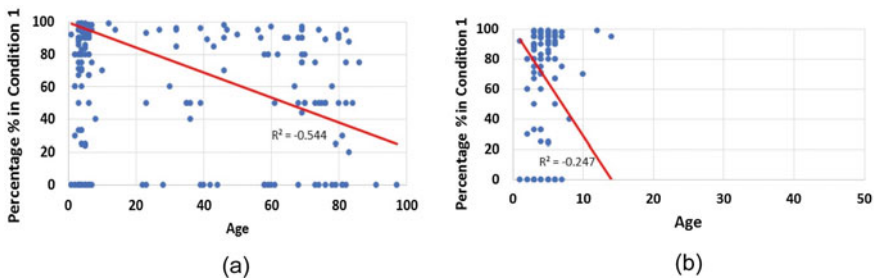 Percentage % in Condition 1
100
80
60
40
20
0
R² = -0.544
0 20 40 60 80 100
Age
(a)
Percentage % in Condition 1
100
80
60
40
20
0
R² = -0.247
0 10 20 30 40 50
Age
(b)